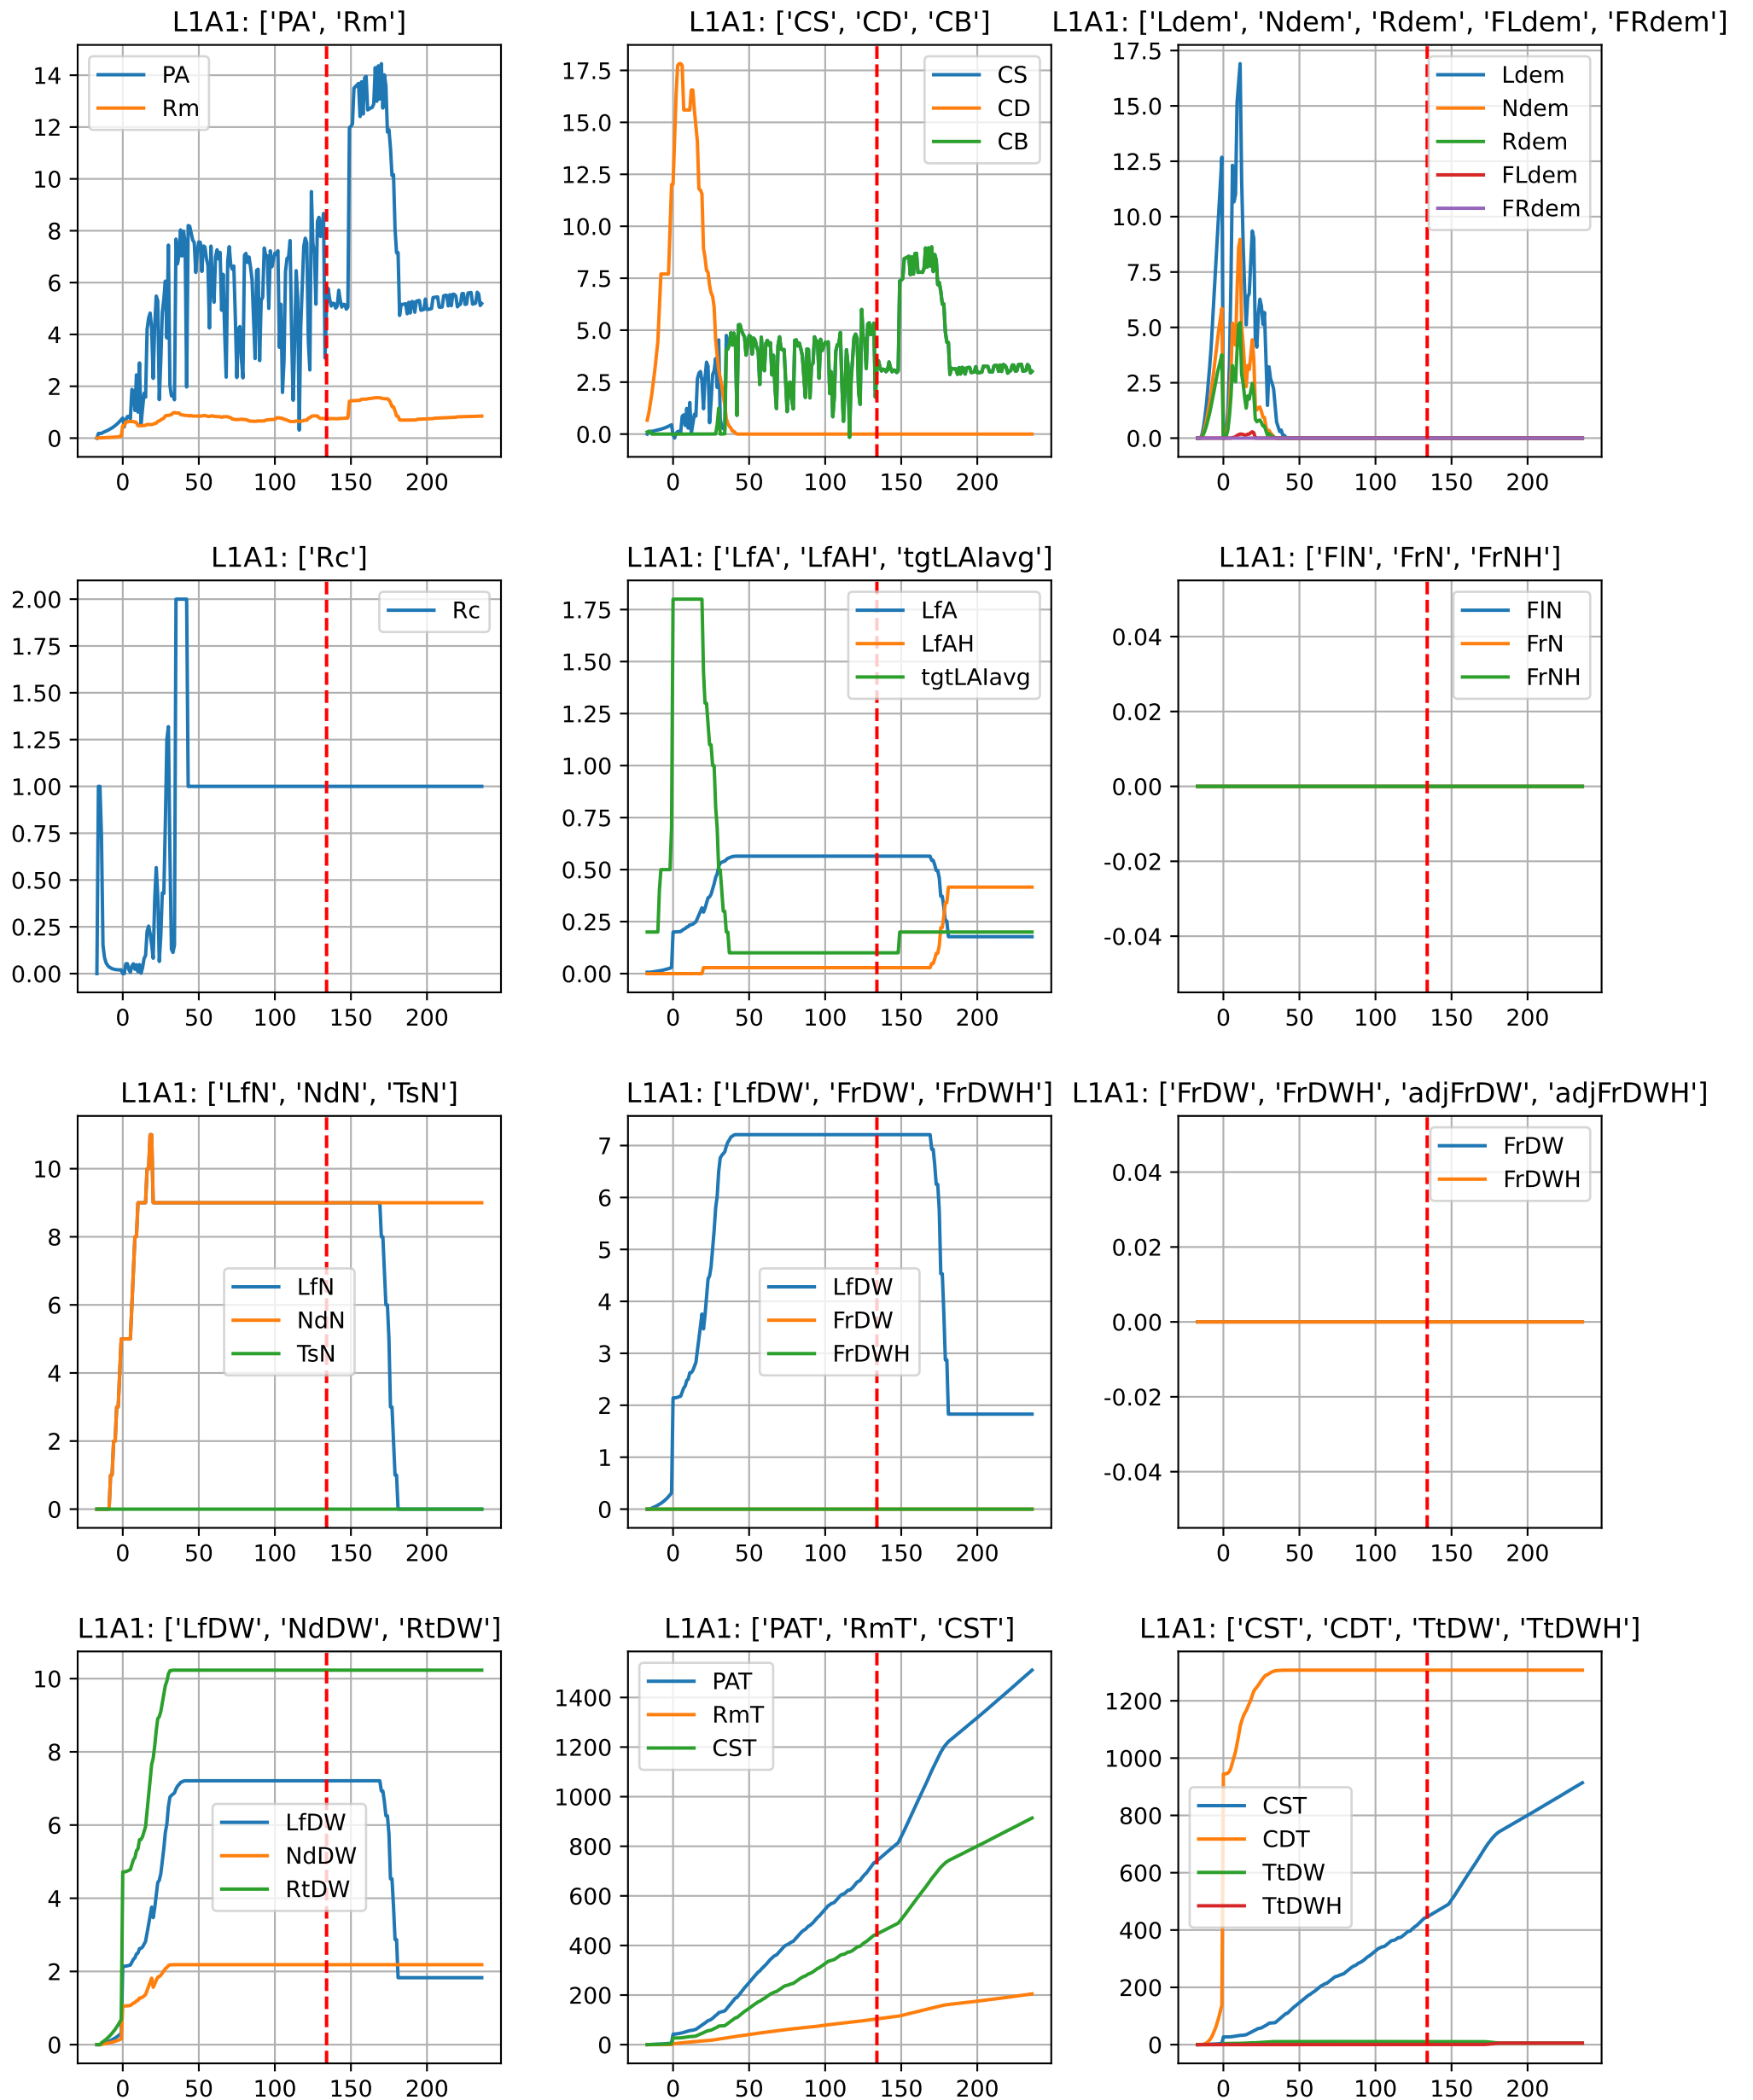 L1A1: ['PA', 'Rm']
14
12
10
8
6
4
2
0
0 50 100 150 200
PA
Rm
L1A1: ['CS', 'CD', 'CB']
17.5
15.0
12.5
10.0
7.5
5.0
2.5
0.0
0 50 100 150 200
CS
CD
CB
L1A1: ['Ldem', 'Ndem', 'Rdem', 'FLdem', 'FRdem']
17.5
15.0
12.5
10.0
7.5
5.0
2.5
0.0
0 50 100 150 200
Ldem
Ndem
Rdem
FLdem
FRdem
L1A1: ['Rc']
2.00
1.75
1.50
1.25
1.00
0.75
0.50
0.25
0.00
0 50 100 150 200
Rc
L1A1: ['LfA', 'LfAH', 'tgtLAIavg']
1.75
1.50
1.25
1.00
0.75
0.50
0.25
0.00
0 50 100 150 200
LfA
LfAH
tgtLAIavg
L1A1: ['FlN', 'FrN', 'FrNH']
0.04
0.02
0.00
-0.02
-0.04
0 50 100 150 200
FlN
FrN
FrNH
L1A1: ['LfN', 'NdN', 'TsN']
10
8
6
4
2
0
0 50 100 150 200
LfN
NdN
TsN
L1A1: ['LfDW', 'FrDW', 'FrDWH']
7
6
5
4
3
2
1
0
0 50 100 150 200
LfDW
FrDW
FrDWH
L1A1: ['FrDW', 'FrDWH', 'adjFrDW', 'adjFrDWH']
0.04
0.02
0.00
-0.02
-0.04
0 50 100 150 200
FrDW
FrDWH
L1A1: ['LfDW', 'NdDW', 'RtDW']
10
8
6
4
2
0
0 50 100 150 200
LfDW
NdDW
RtDW
L1A1: ['PAT', 'RmT', 'CST']
1400
1200
1000
800
600
400
200
0
0 50 100 150 200
PAT
RmT
CST
L1A1: ['CST', 'CDT', 'TtDW', 'TtDWH']
1200
1000
800
600
400
200
0
0 50 100 150 200
CST
CDT
TtDW
TtDWH